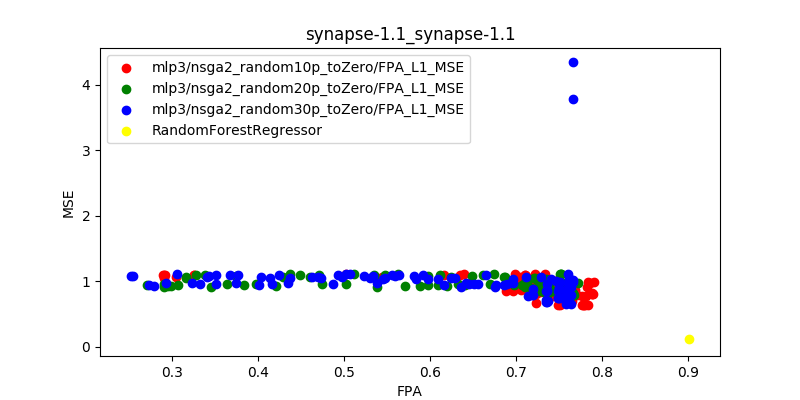 synapse-1.1_synapse-1.1
mlp3/nsga2_random10p_toZero/FPA_L1_MSE
mlp3/nsga2_random20p_toZero/FPA_L1_MSE
mlp3/nsga2_random30p_toZero/FPA_L1_MSE
RandomForestRegressor
4
3
2
1
0
MSE
0.3 0.4 0.5 0.6 0.7 0.8 0.9
FPA